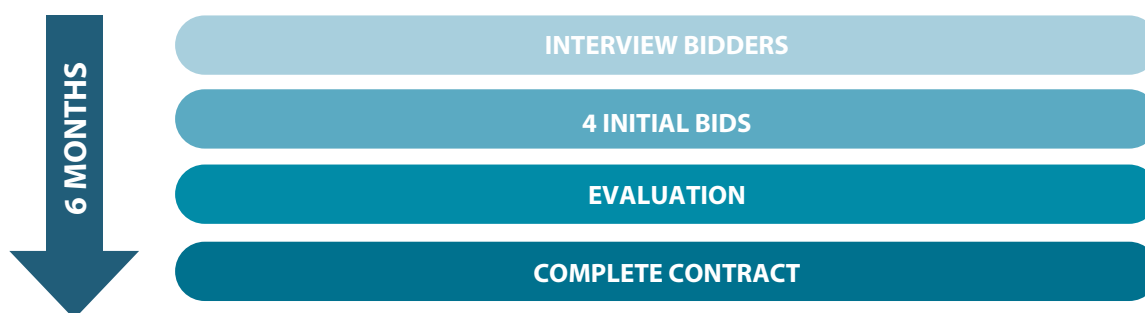 6 MONTHS
INTERVIEW BIDDERS
4 INITIAL BIDS
EVALUATION
COMPLETE CONTRACT